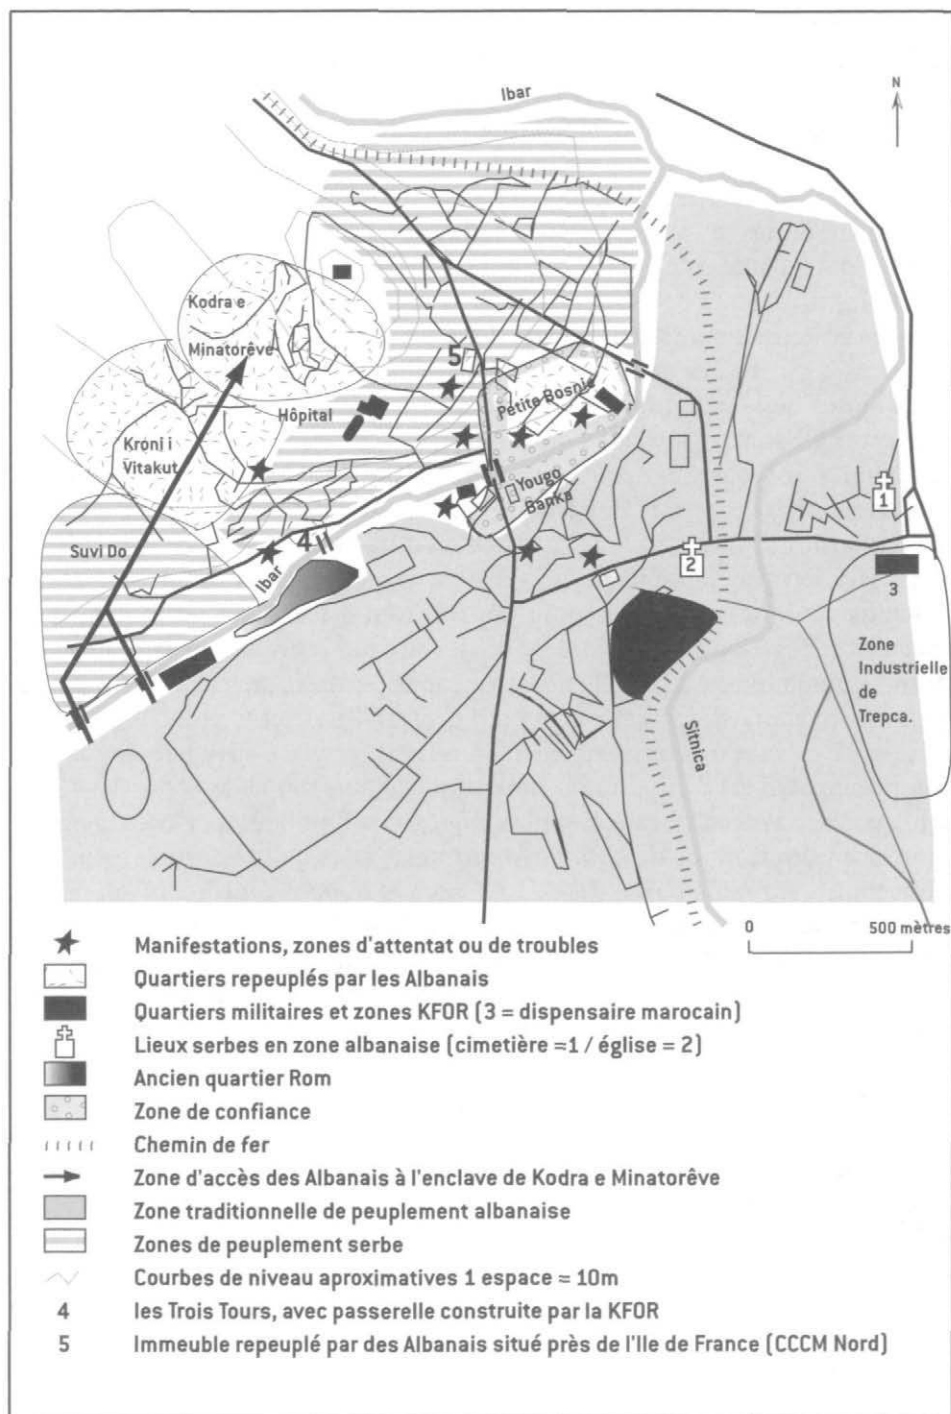 Ibar
N
Kodra e
Minatorêve
5
Petite Bosnie
Hôpital
Kroni i
Vitakut
Yougo
Banka
1
Suvi Do
4
2
Ibar
3
Zone
Industrielle
de
Trepca.
Sitnica
0 500 mètres
Manifestations, zones d'attentat ou de troubles
Quartiers repeuplés par les Albanais
Quartiers militaires et zones KFOR (3 = dispensaire marocain)
Lieux serbes en zone albanaise (cimetière =1 / église = 2)
Ancien quartier Rom
Zone de confiance
Chemin de fer
Zone d'accès des Albanais à l'enclave de Kodra e Minatorêve
Zone traditionnelle de peuplement albanaise
Zones de peuplement serbe
Courbes de niveau aproximatives 1 espace = 10m
4 les Trois Tours, avec passerelle construite par la KFOR
5 Immeuble repeuplé par des Albanais situé près de l'Ile de France (CCCM Nord)